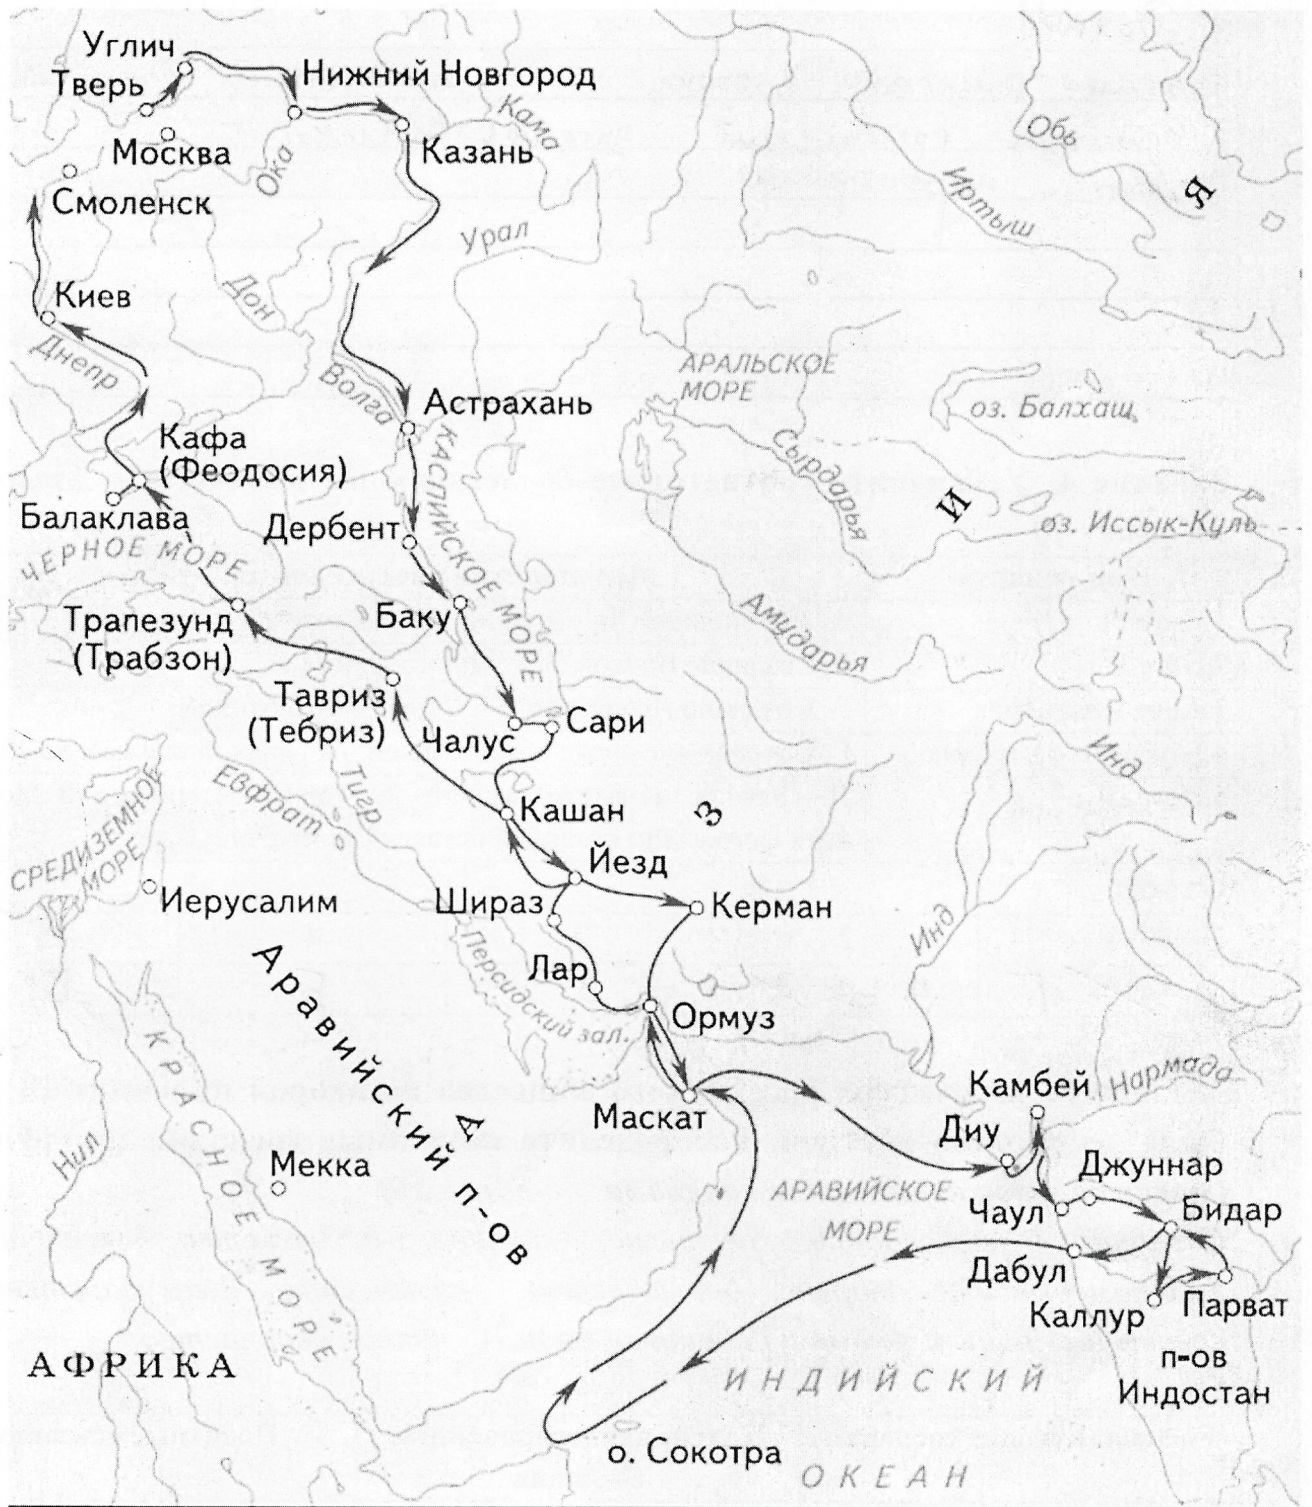 Углич
Тверь
Нижний Новгород
Кама
Обь
Москва
Ока
Казань
Иртыш
Я
Смоленск
Урал
Киев
Дон
Днепр
Волга
АРАЛЬСКОЕ
МОРЕ
Астрахань
оз. Балхащ
Кафа
(Феодосия)
КАСПИЙСКОЕ МОРЕ
Сырдарья
И
Балаклава
оз. Иссык-Куль
Дербент
ЧЕРНОЕ МОРЕ
Баку
Амударья
Трапезунд
(Трабзон)
Тавриз
(Тебриз)
Чалус
Сари
Инд
Евфрат
Тигр
Кашан
З
СРЕДИЗЕМНОЕ
МОРЕ
Йезд
Иерусалим
Шираз
Керман
Инд
Аравийский п-ов
Персидский зал.
Лар
Ормуз
КРАСНОЕ МОРЕ
Камбей
Нармада
Маскат
А
Диу
Нил
Мекка
Джуннар
АРАВИЙСКОЕ
МОРЕ
Чаул
Бидар
Дабул
Каллур
Парват
АФРИКА
п-ов
Индостан
ИНДИЙСКИЙ
о. Сокотра
ОКЕАН